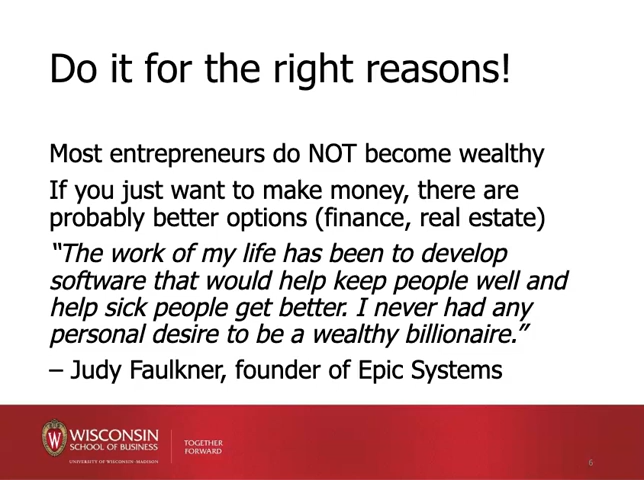 Do it for the right reasons!
Most entrepreneurs do NOT become wealthy
If you just want to make money, there are
probably better options (finance, real estate)
“The work of my life has been to develop
software that would help keep people well and
help sick people get better. I never had any
personal desire to be a wealthy billionaire.”
– Judy Faulkner, founder of Epic Systems
W
WISCONSIN
SCHOOL OF BUSINESS
UNIVERSITY OF WISCONSIN–MADISON
TOGETHER
FORWARD
6